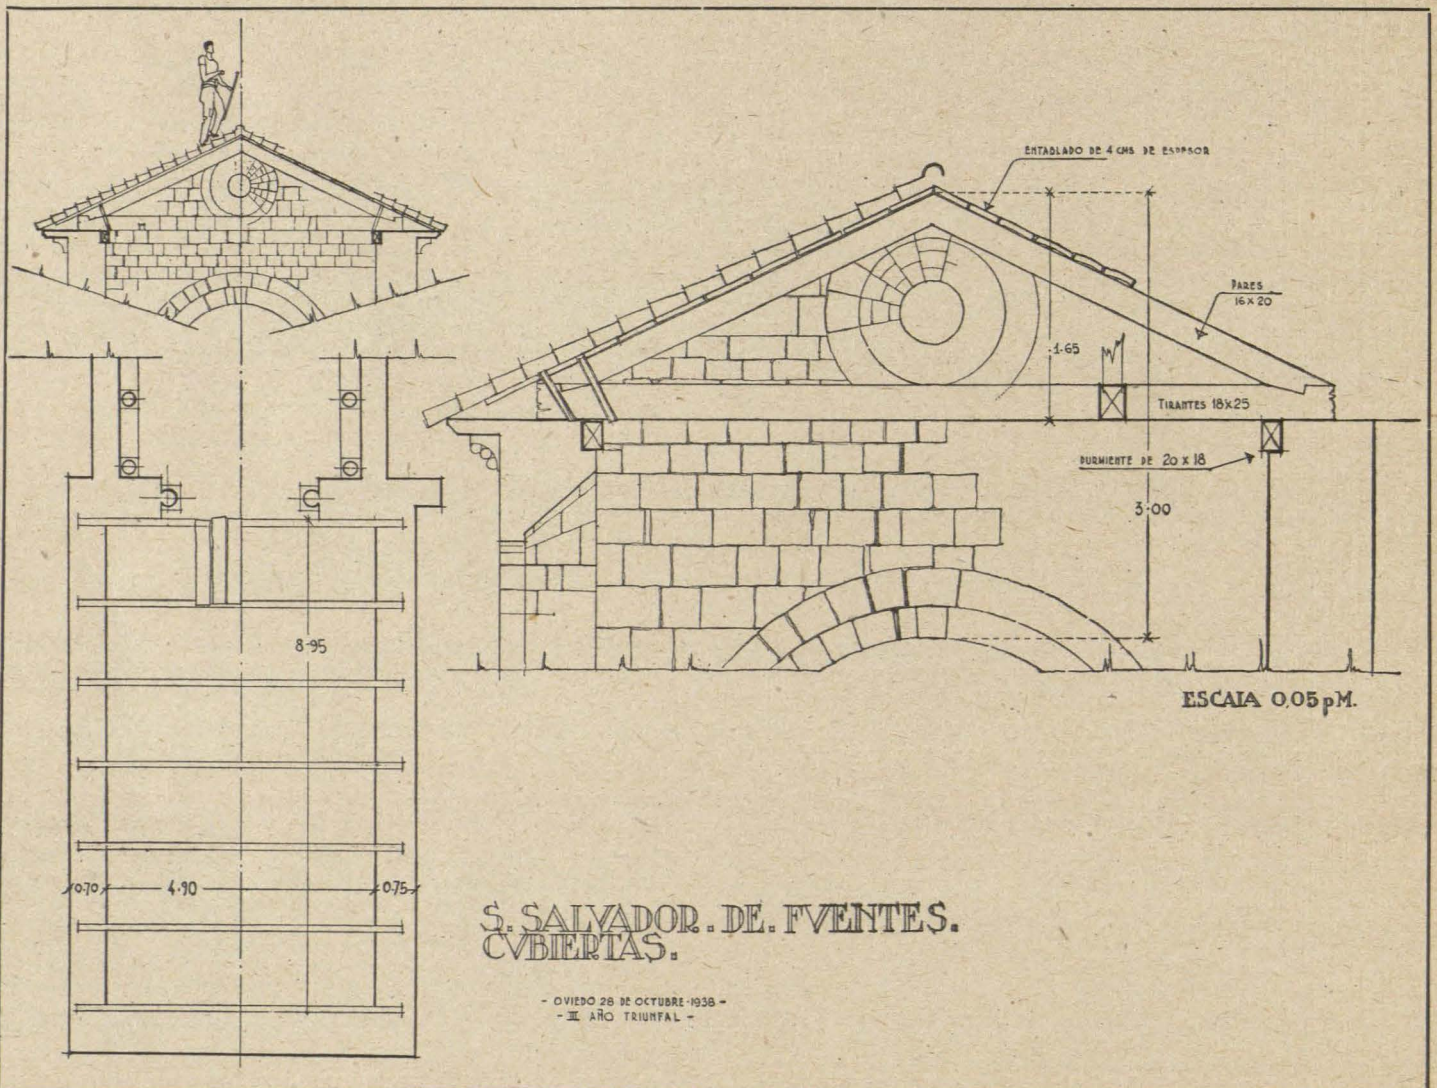 ENTABLADO DE 4 CMS DE ESPESOR
PARES
16 X 20
1.65
TIRANTES 18X25
DURMIENTE DE 20 X 18
3.00
ESCALA 0,05 pM.
8.95
0.70
4.90
0.75
S. SALVADOR. DE. FVENTES.
CVBIERTAS.
- OVIEDO 28 DE OCTUBRE-1938 -
- III AÑO TRIUNFAL -